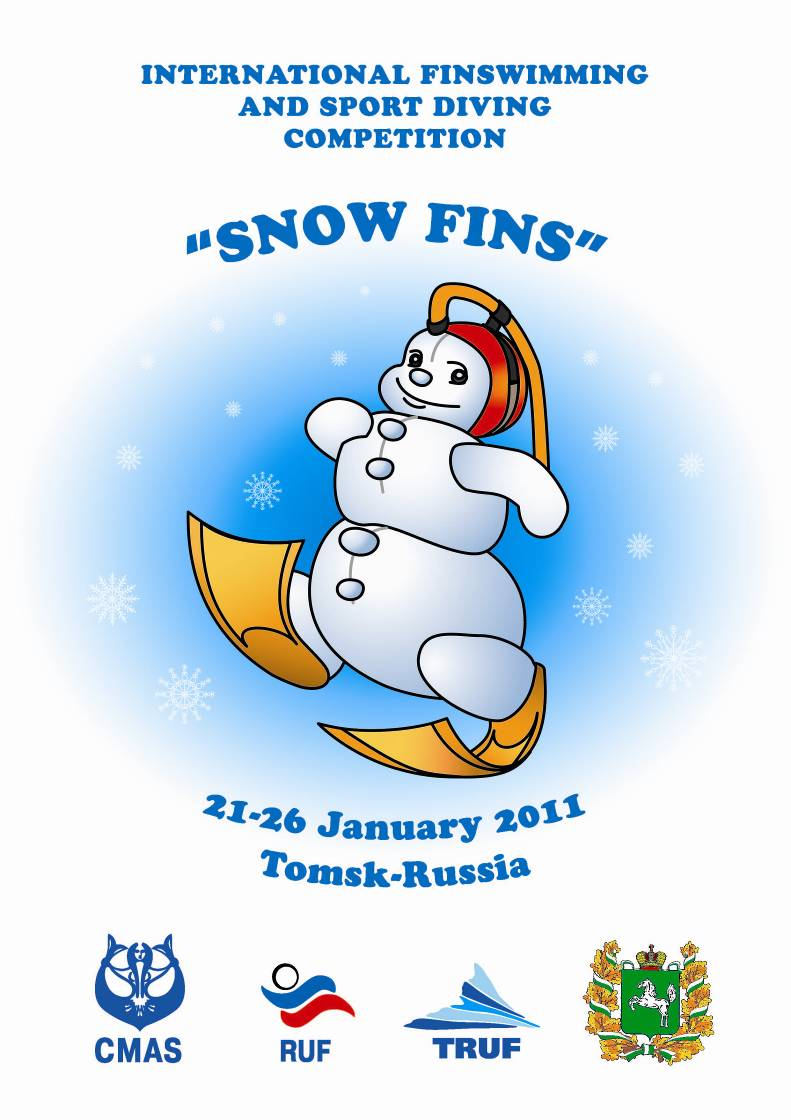 INTERNATIONAL FINSWIMMING
AND SPORT DIVING
COMPETITION
"SNOW FINS"
21-26 January 2011
Tomsk-Russia
CMAS
RUF
TRUF